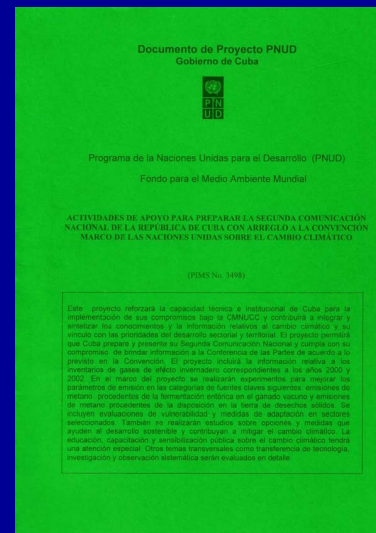 Documento de Proyecto PNUD
Gobierno de Cuba
P N
U D
Programa de la Naciones Unidas para el Desarrollo (PNUD)
Fondo para el Medio Ambiente Mundial
ACTIVIDADES DE APOYO PARA PREPARAR LA SEGUNDA COMUNICACIÓN
NACIONAL DE LA REPUBLICA DE CUBA CON ARREGLO A LA CONVENCIÓN
MARCO DE LAS NACIONES UNIDAS SOBRE EL CAMBIO CLIMÁTICO
(PIMS No. 3498)
Este proyecto reforzará la capacidad técnica e institucional de Cuba para la
implementación de sus compromisos bajo la CMNUCC y contribuirá a integrar y
sintetizar los conocimientos y la información relativos al cambio climático y su
vínculo con las prioridades del desarrollo sectorial y territorial. El proyecto permitirá
que Cuba prepare y presente su Segunda Comunicación Nacional y cumpla con su
compromiso de brindar información a la Conferencia de las Partes de acuerdo a lo
previsto en la Convención. El proyecto incluirá la información relativa a los
inventarios de gases de efecto invernadero correspondientes a los años 2000 y
2002. En el marco del proyecto se realizarán experimentos para mejorar los
parámetros de emisión en las categorías de fuentes claves siguientes: emisiones de
metano procedentes de la fermentación entérica en el ganado vacuno y emisiones
de metano procedentes de la disposición en la tierra de desechos sólidos. Se
incluyen evaluaciones de vulnerabilidad y medidas de adaptación en sectores
seleccionados. También se realizarán estudios sobre opciones y medidas que
ayuden al desarrollo sostenible y contribuyan a mitigar el cambio climático. La
educación, capacitación y sensibilización pública sobre el cambio climático tendrá
una atención especial. Otros temas transversales como transferencia de tecnología,
investigación y observación sistemática serán evaluados en detalle.